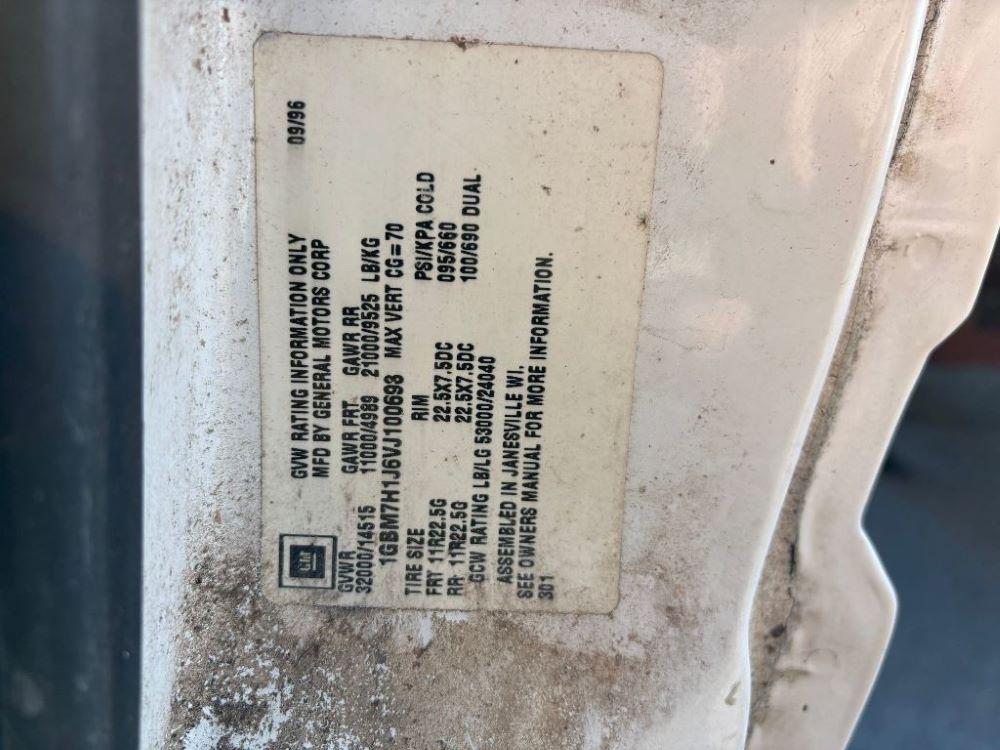 GVW RATING INFORMATION ONLY 09/96
MFD BY GENERAL MOTORS CORP
GM
GVWR GAWR FRT. GAWR RR
32000/14515 11000/4989 21000/9525 LB/KG
1GBM7H1J6VJ100693 MAX VERT CG=70
TIRE SIZE RIM PSI/KPA COLD
FRT 11R22.5G 22.5X7.5DC 095/660
RR: 11R22.5G 22.5X7.5DC 100/690 DUAL.
GCW RATING LB/LG 53000/24040
ASSEMBLED IN JANESVILLE WI.
SEE OWNERS MANUAL FOR MORE INFORMATION.
301